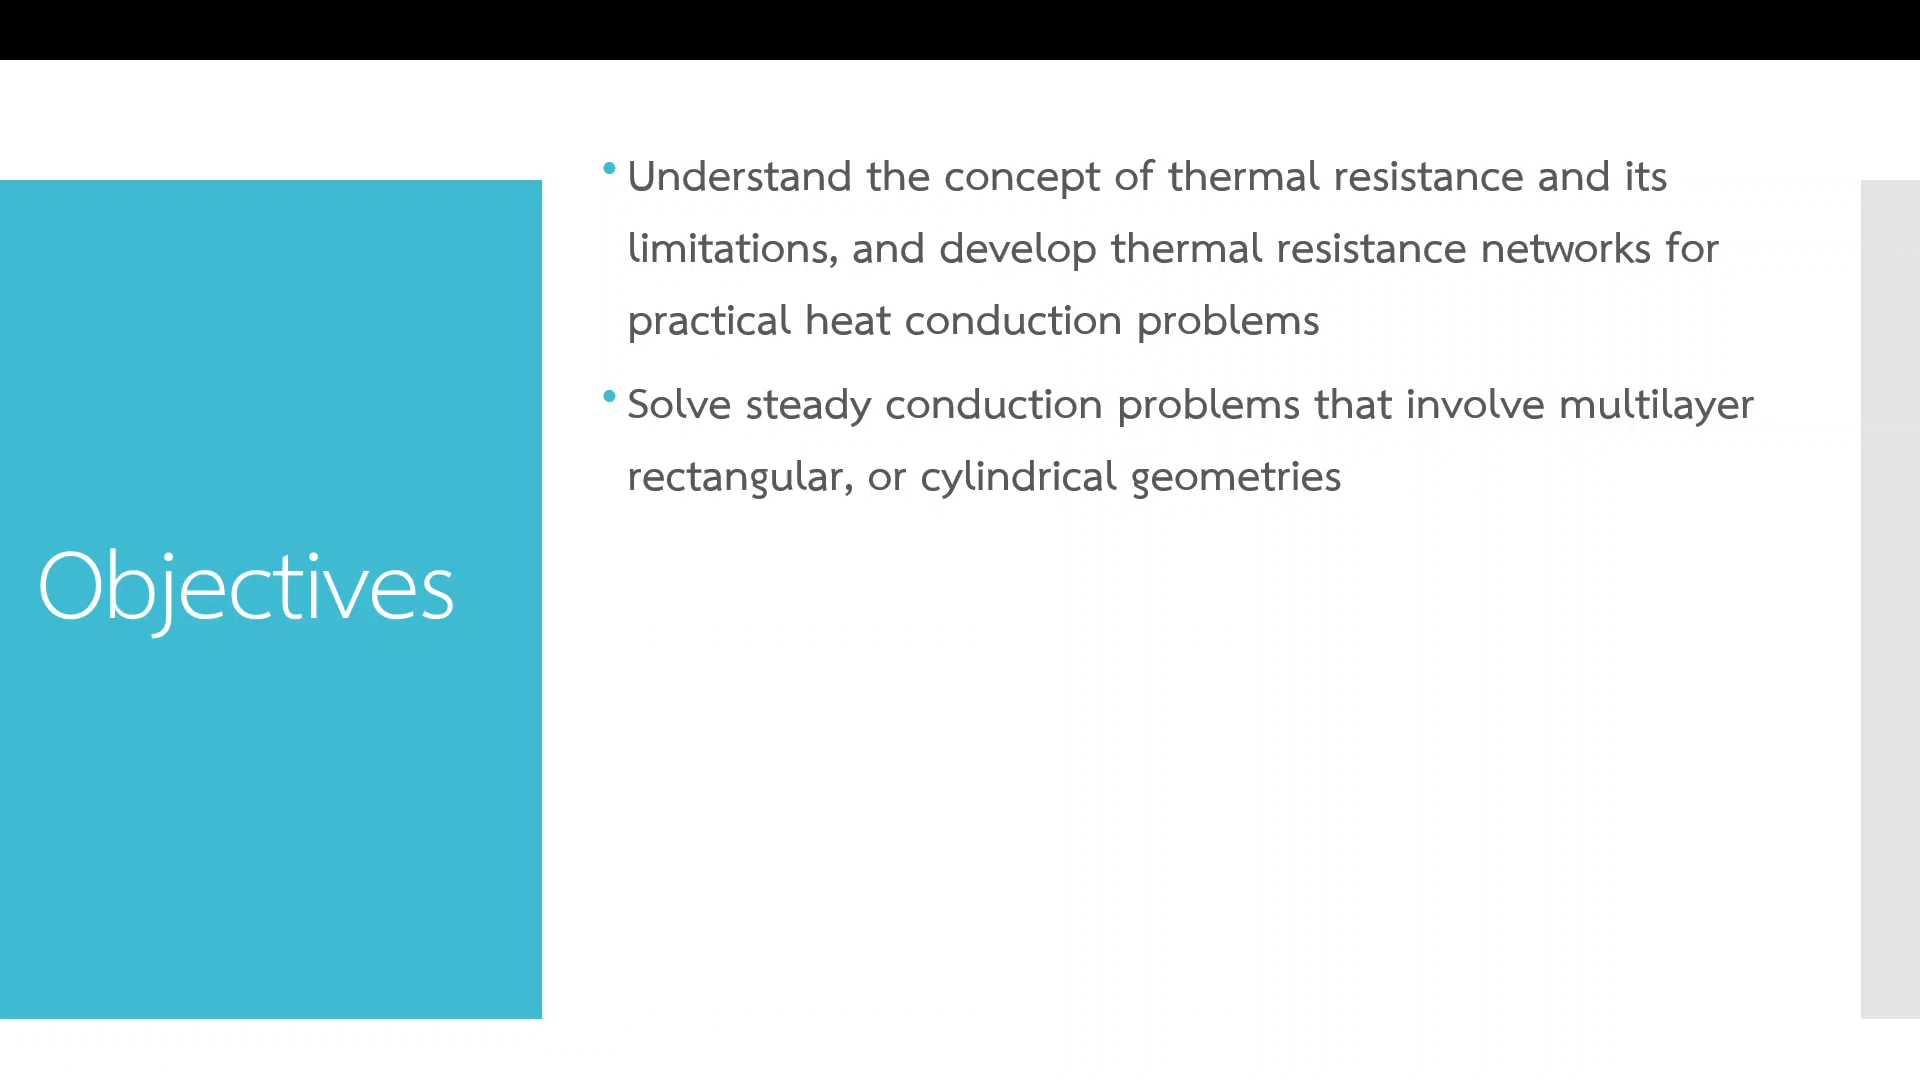 Objectives
• Understand the concept of thermal resistance and its
limitations, and develop thermal resistance networks for
practical heat conduction problems
• Solve steady conduction problems that involve multilayer
rectangular, or cylindrical geometries